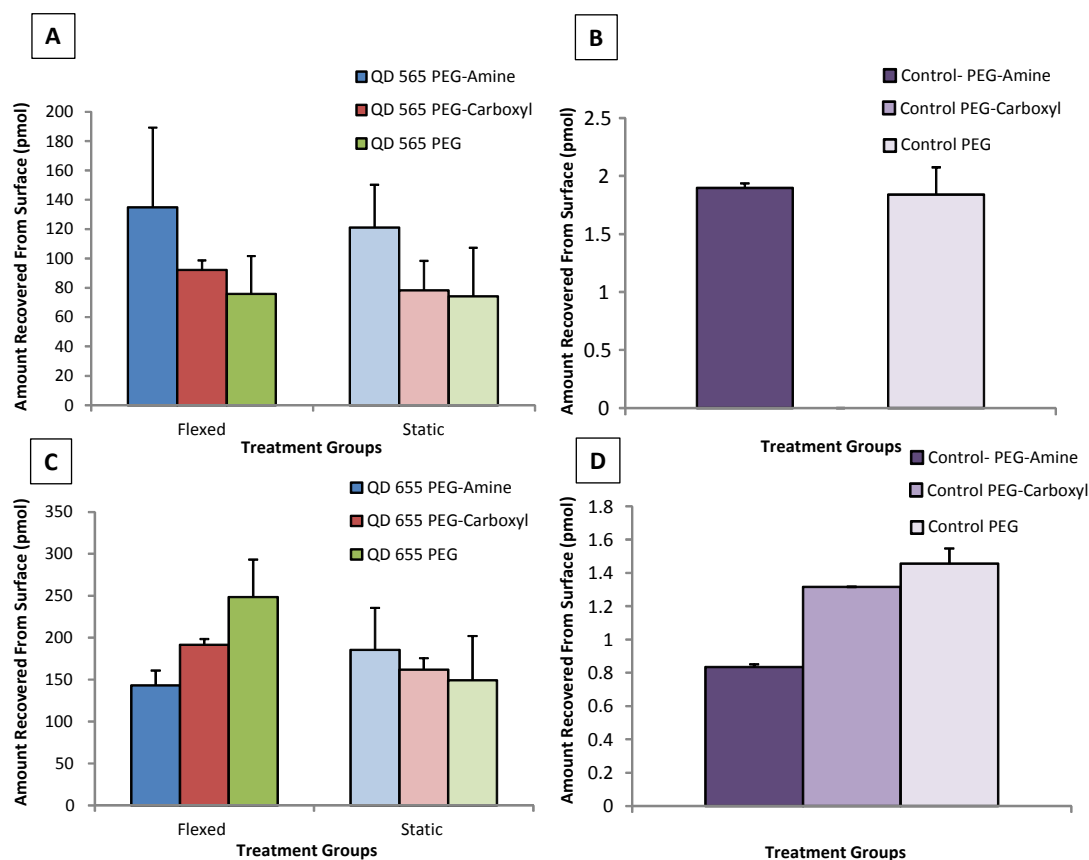 A
QD 565 PEG-Amine
QD 565 PEG-Carboxyl
QD 565 PEG
Amount Recovered From Surface (pmol)
200
180
160
140
120
100
80
60
40
20
0
Flexed
Static
Treatment Groups
B
Control- PEG-Amine
Control PEG-Carboxyl
Control PEG
Amount Recovered From Surface (pmol)
2.5
2
1.5
1
0.5
0
Treatment Groups
C
QD 655 PEG-Amine
QD 655 PEG-Carboxyl
QD 655 PEG
Amount Recovered From Surface (pmol)
350
300
250
200
150
100
50
0
Flexed
Static
Treatment Groups
D
Control- PEG-Amine
Control PEG-Carboxyl
Control PEG
Amount Recovered From Surface (pmol)
1.8
1.6
1.4
1.2
1
0.8
0.6
0.4
0.2
0
Treatment Groups